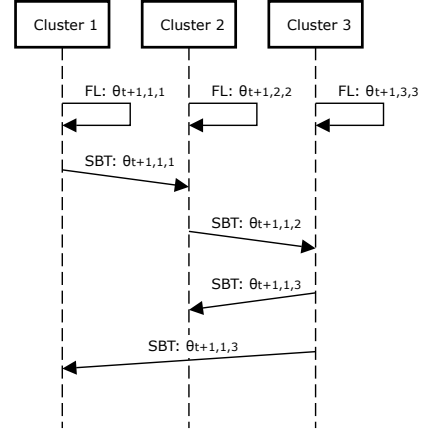 Cluster 1 Cluster 2 Cluster 3
FL: θt+1,1,1 FL: θt+1,2,2 FL: θt+1,3,3
SBT: θt+1,1,1
SBT: θt+1,1,2
SBT: θt+1,1,3
SBT: θt+1,1,3